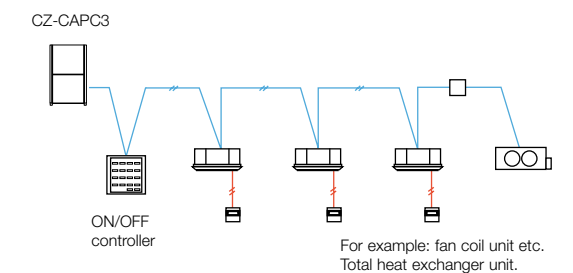 CZ-CAPC3
ON/OFF
controller
For example: fan coil unit etc.
Total heat exchanger unit.